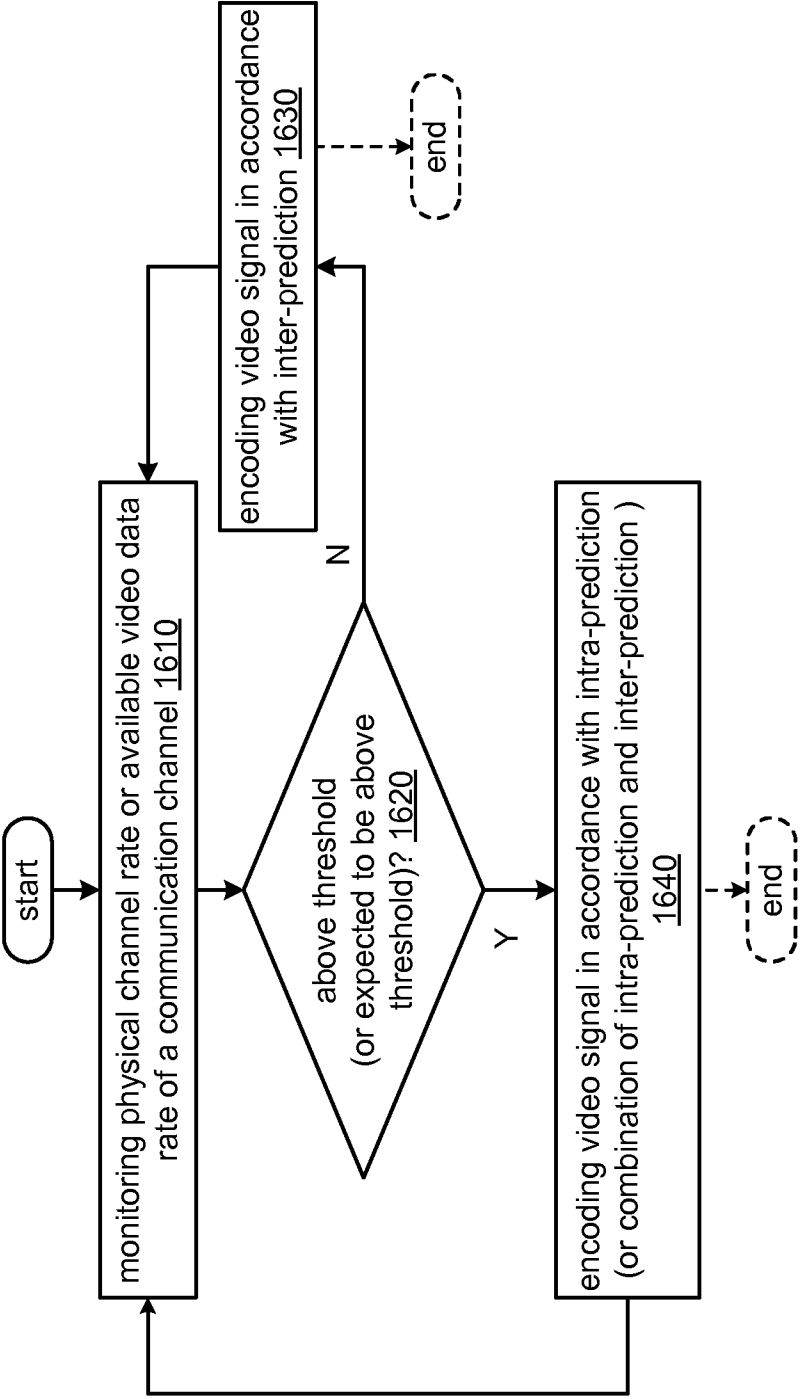 start
monitoring physical channel rate or available video data
rate of a communication channel 1610
above threshold
(or expected to be above
threshold)? 1620
N
encoding video signal in accordance
with inter-prediction 1630
end
Y
encoding video signal in accordance with intra-prediction
(or combination of intra-prediction and inter-prediction )
1640
end